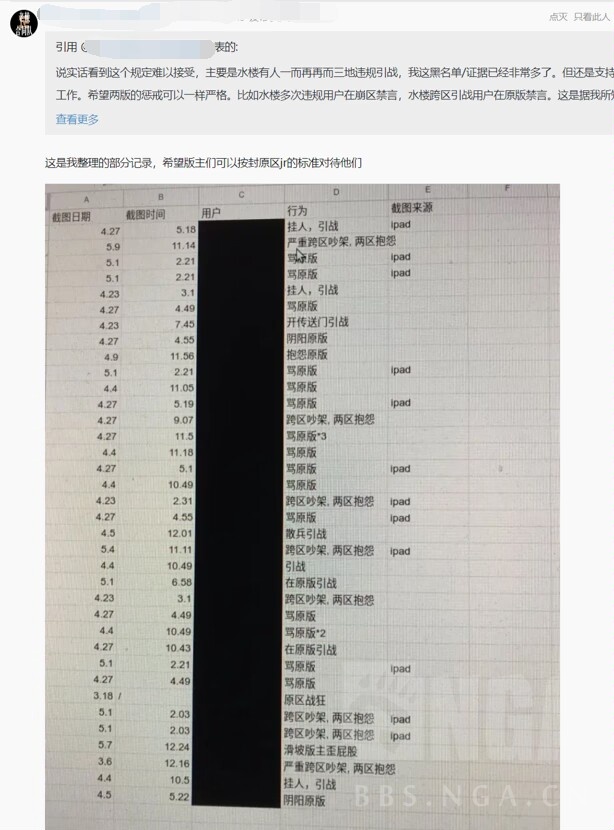 点灭 只看此人
引用 @ 表的:
说实话看到这个规定难以接受，主要是水楼有人一而再再而三地违规引战，我这黑名单/证据已经非常多了。但还是支持
工作。希望两版的惩戒可以一样严格。比如水楼多次违规用户在崩区禁言，水楼跨区引战用户在原版禁言。这是据我所
查看更多
这是我整理的部分记录，希望版主们可以按封原区jr的标准对待他们
A B C D E F
截图日期 截图时间 用户 行为 截图来源
4.27 5.18 挂人，引战 ipad
5.9 11.14 严重跨区吵架, 两区抱怨
5.1 2.21 骂原版 ipad
5.1 2.21 骂原版 ipad
4.23 3.1 挂人，引战
4.27 4.49 骂原版
4.23 7.45 开传送门引战
4.27 4.55 阴阳原版
4.9 11.56 抱怨原版
5.1 2.21 骂原版 ipad
4.4 11.05 骂原版
4.27 5.19 骂原版 ipad
4.27 9.07 跨区吵架, 两区抱怨
4.27 11.5 骂原版*3
4.4 11.18 骂原版
4.27 5.1 骂原版 ipad
4.4 10.49 骂原版
4.23 2.31 跨区吵架, 两区抱怨 ipad
4.27 4.55 骂原版 ipad
4.5 12.01 散兵引战
5.4 11.11 跨区吵架, 两区抱怨 ipad
4.4 10.49 引战
5.1 6.58 在原版引战
4.23 3.1 跨区吵架, 两区抱怨
4.27 4.49 骂原版
4.4 10.49 骂原版*2
4.27 10.43 在原版引战
5.1 2.21 骂原版 ipad
4.27 4.49 骂原版
3.18 / 原区战狂
5.1 2.03 跨区吵架, 两区抱怨 ipad
5.1 2.03 跨区吵架, 两区抱怨 ipad
5.7 12.24 滑坡版主歪屁股
3.6 12.16 严重跨区吵架, 两区抱怨
4.4 10.5 挂人，引战
4.5 5.22 阴阳原版
NGA
BBS.NGA.C